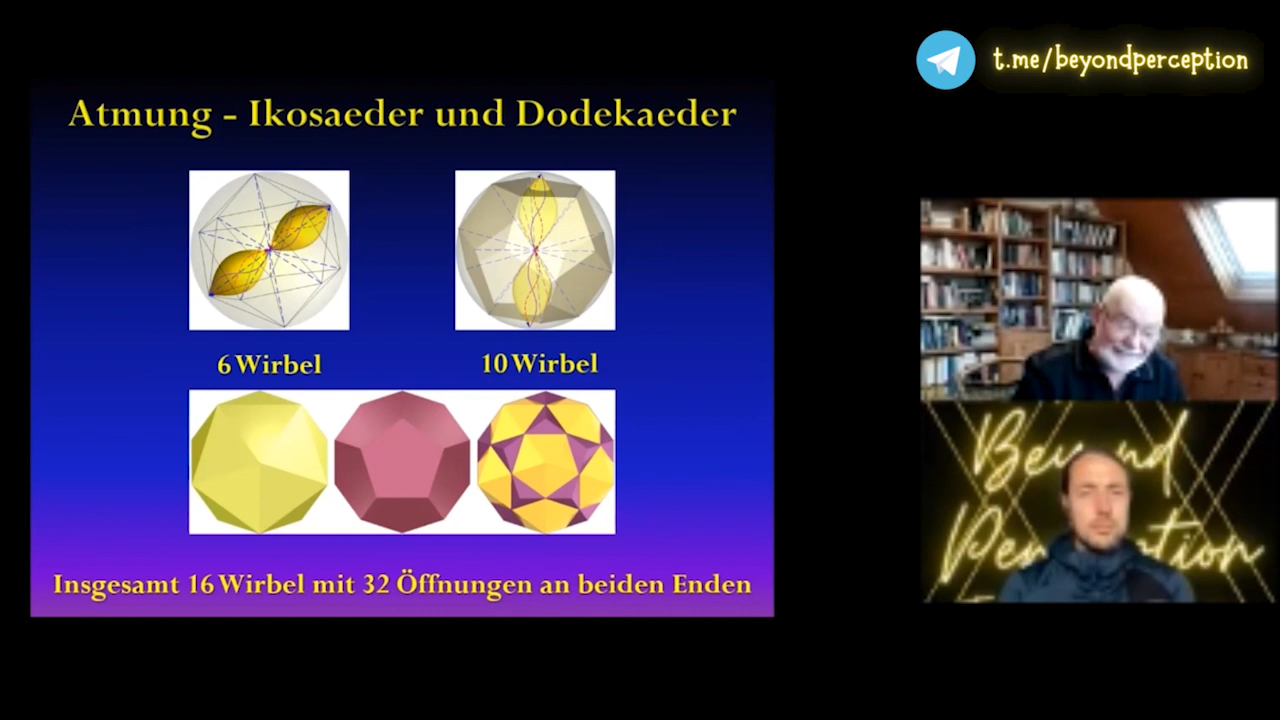 t.me/beyondperception
Atmung - Ikosaeder und Dodekaeder
6 Wirbel
10 Wirbel
Insgesamt 16 Wirbel mit 32 Öffnungen an beiden Enden
Beyond
Perception